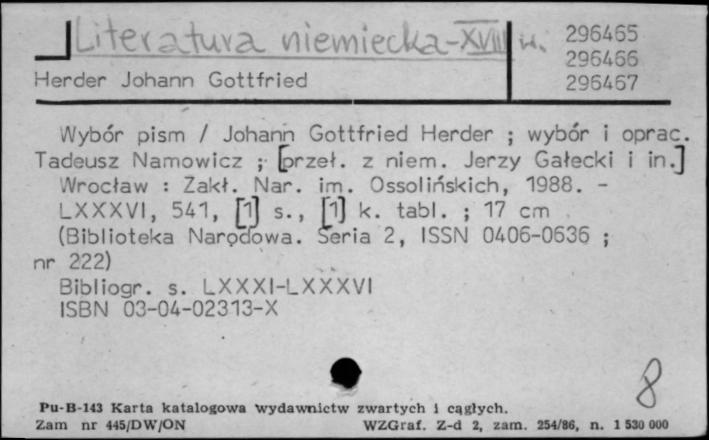 Literatura niemiecka-XVIII w.
296465
296466
296467
Herder Johann Gottfried
Wybór pism / Johann Gottfried Herder ; wybór i oprac.
Tadeusz Namowicz ; [przeł. z niem. Jerzy Gałecki i in.]
Wrocław : Zakł. Nar. im. Ossolińskich, 1988. -
LXXXVI, 541, [1] s., [1] k. tabl. ; 17 cm
(Biblioteka Narodowa. Seria 2, ISSN 0406-0636 ;
nr 222)
Bibliogr. s. LXXXI-LXXXVI
ISBN 03-04-02313-X
8
Pu-B-143 Karta katalogowa wydawnictw zwartych i ciągłych.
Zam nr 445/DW/ON WZGraf. Z-d 2, zam. 254/86, n. 1 530 000